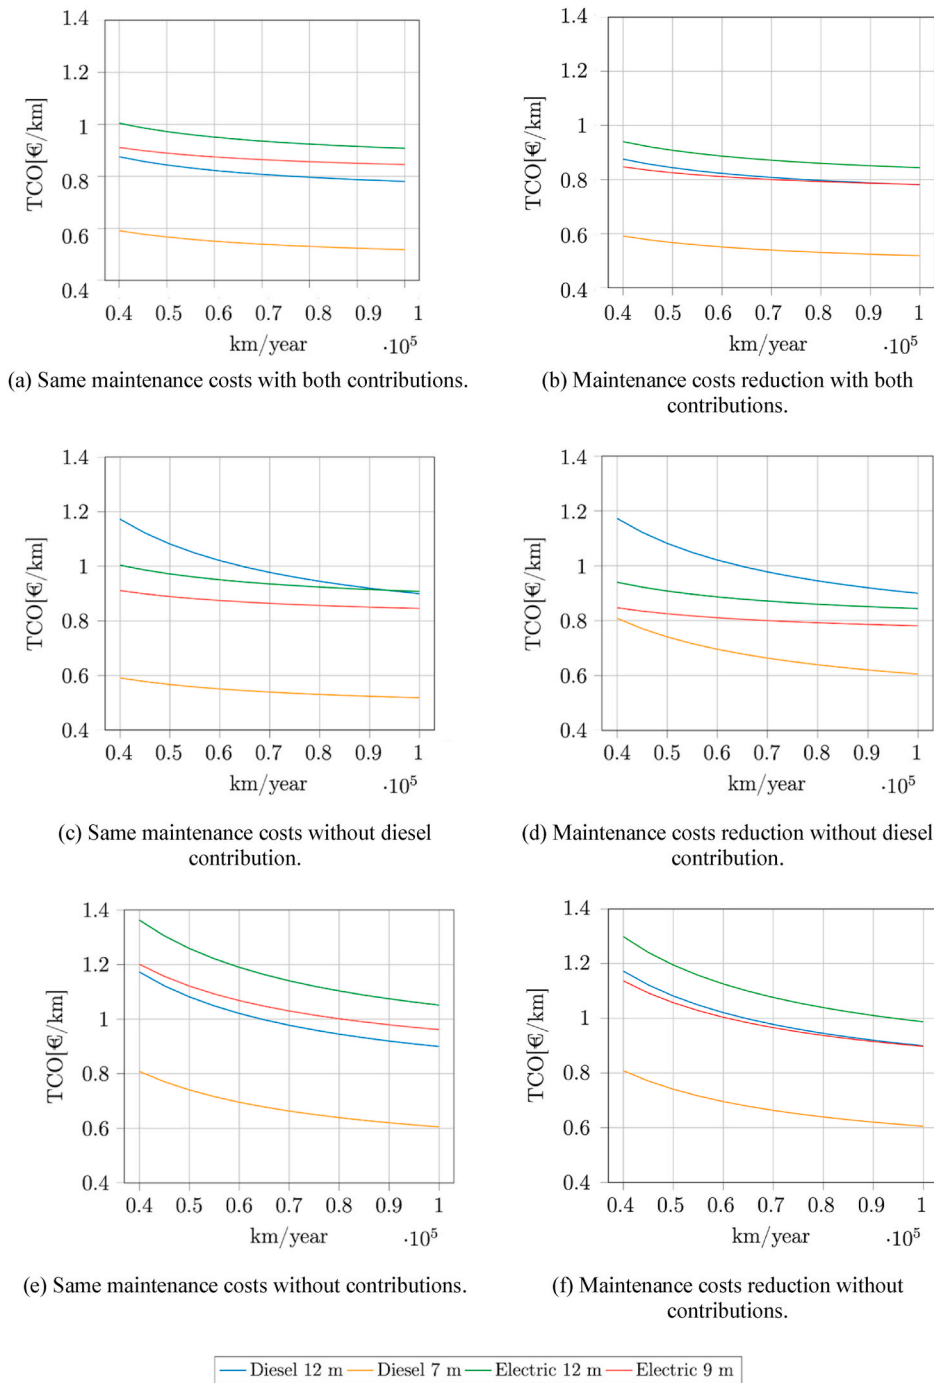 1.4
1.2
1
0.8
0.6
0.4
TCO[€/km]
0.4 0.5 0.6 0.7 0.8 0.9 1
km/year ·10⁵
(a) Same maintenance costs with both contributions.
1.4
1.2
1
0.8
0.6
0.4
TCO[€/km]
0.4 0.5 0.6 0.7 0.8 0.9 1
km/year ·10⁵
(b) Maintenance costs reduction with both
contributions.
1.4
1.2
1
0.8
0.6
0.4
TCO[€/km]
0.4 0.5 0.6 0.7 0.8 0.9 1
km/year ·10⁵
(c) Same maintenance costs without diesel
contribution.
1.4
1.2
1
0.8
0.6
0.4
TCO[€/km]
0.4 0.5 0.6 0.7 0.8 0.9 1
km/year ·10⁵
(d) Maintenance costs reduction without diesel
contribution.
1.4
1.2
1
0.8
0.6
0.4
TCO[€/km]
0.4 0.5 0.6 0.7 0.8 0.9 1
km/year ·10⁵
(e) Same maintenance costs without contributions.
1.4
1.2
1
0.8
0.6
0.4
TCO[€/km]
0.4 0.5 0.6 0.7 0.8 0.9 1
km/year ·10⁵
(f) Maintenance costs reduction without
contributions.
Diesel 12 m Diesel 7 m Electric 12 m Electric 9 m